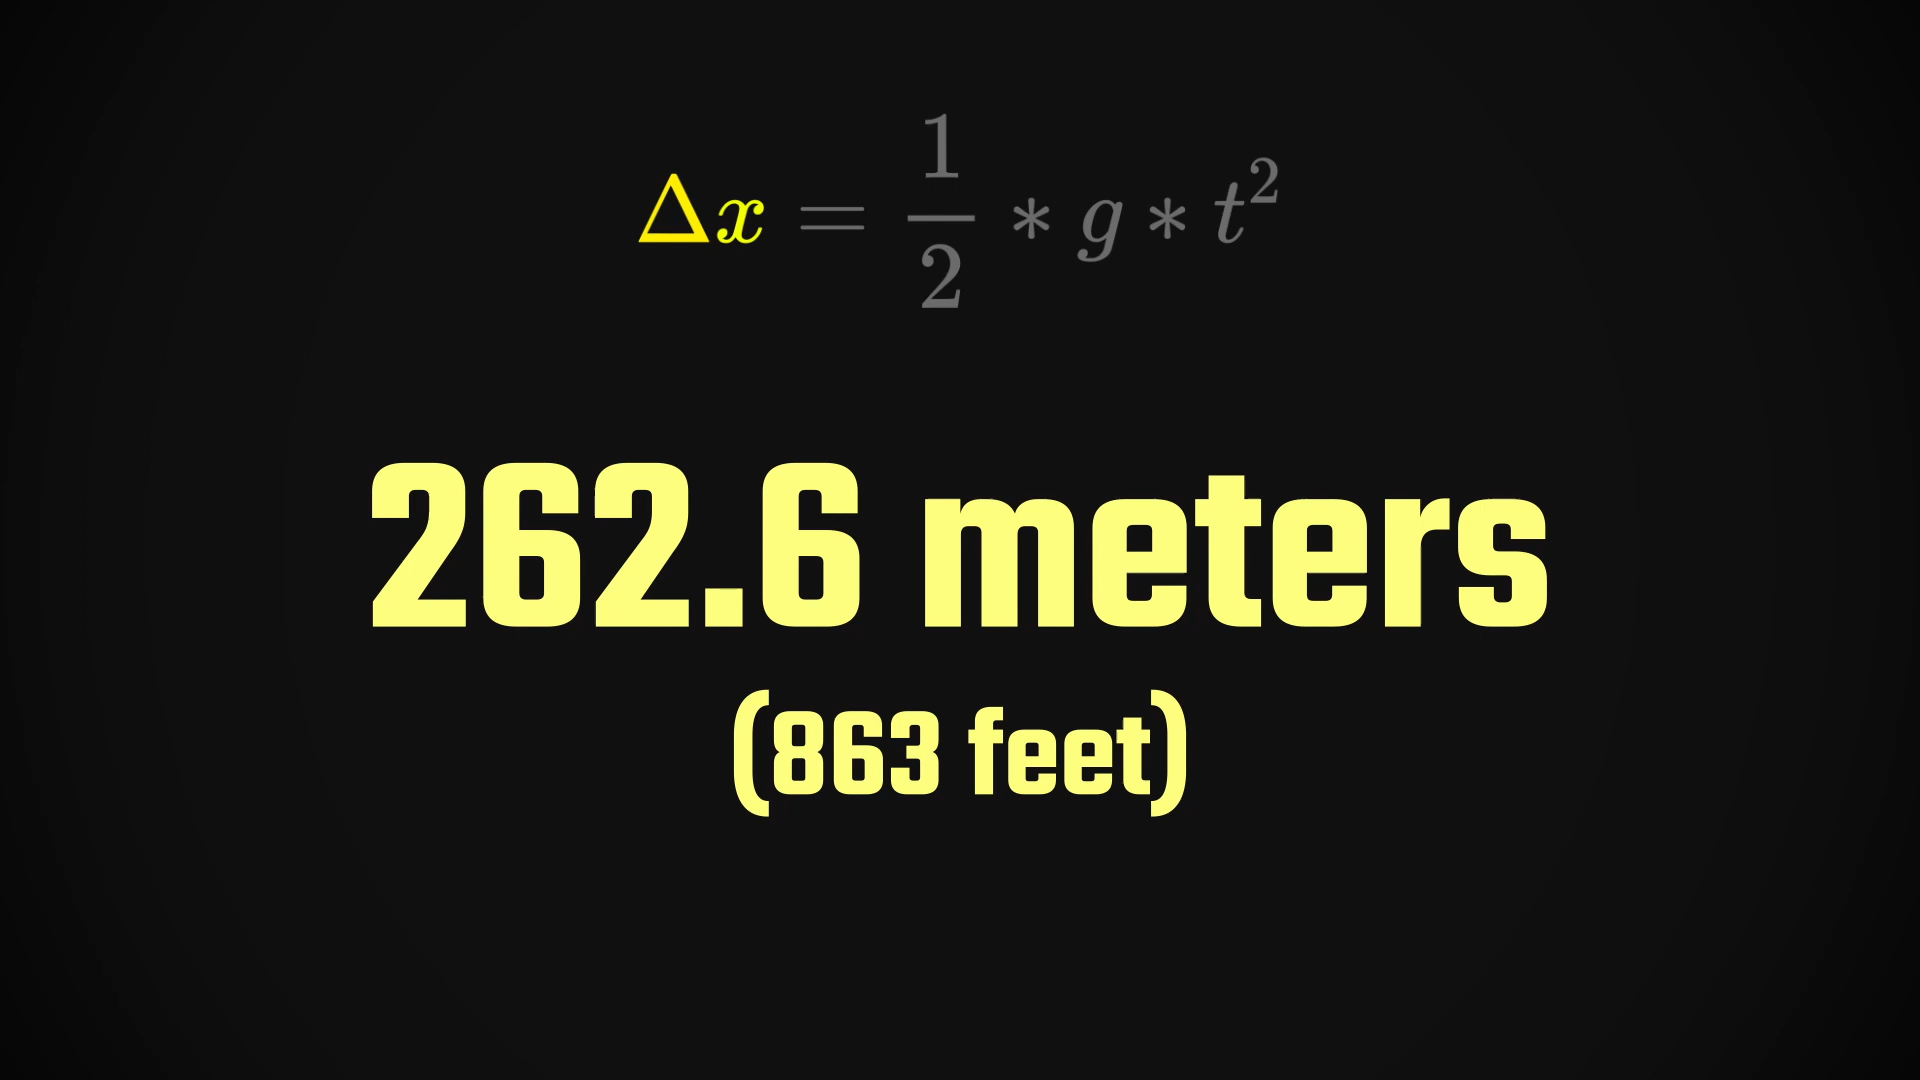 Δx = 1/2 * g * t²
262.6 meters
(863 feet)